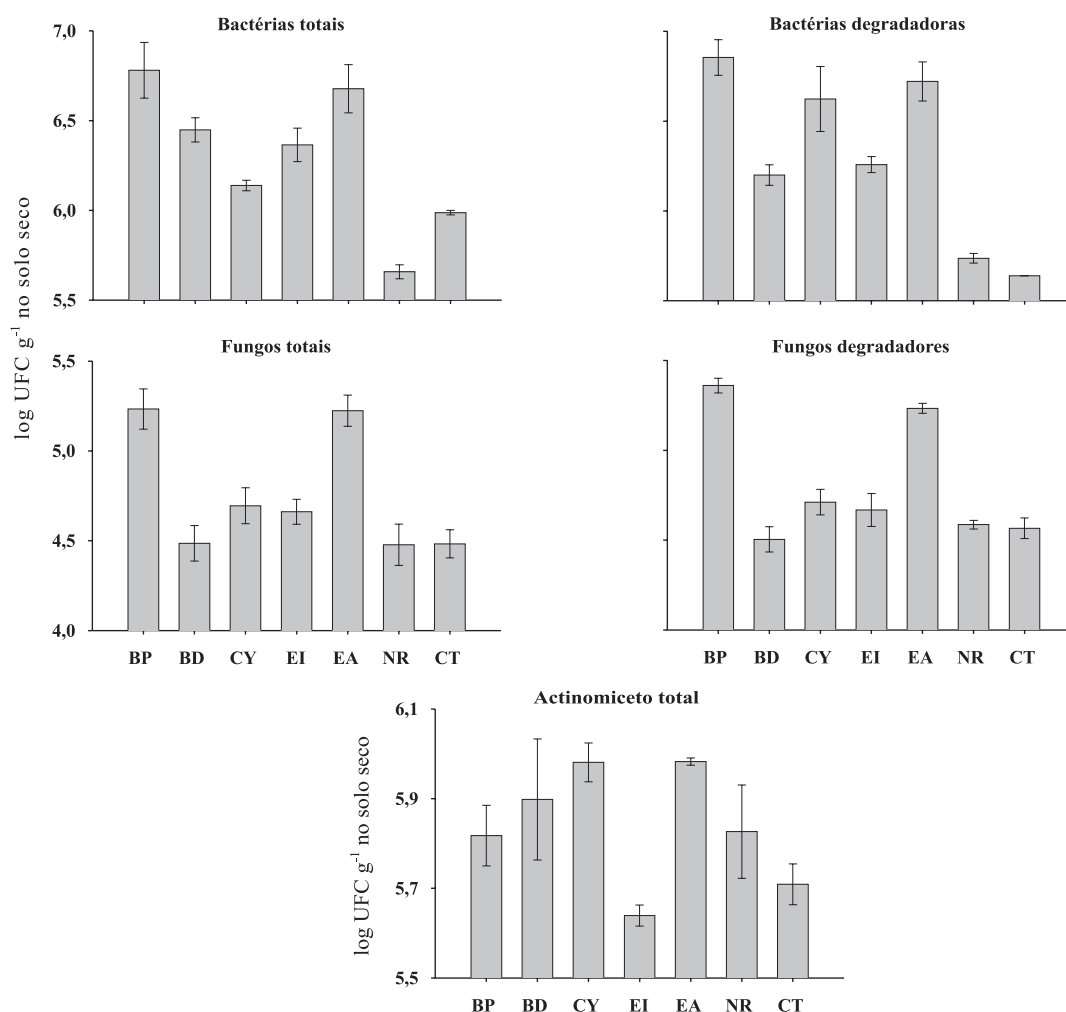 Bactérias totais
Bactérias degradadoras
7,0
6,5
6,0
5,5
log UFC g-1 no solo seco
Fungos totais
Fungos degradadores
5,5
5,0
4,5
4,0
BP BD CY EI EA NR CT
BP BD CY EI EA NR CT
Actinomiceto total
6,1
5,9
5,7
5,5
log UFC g-1 no solo seco
BP BD CY EI EA NR CT